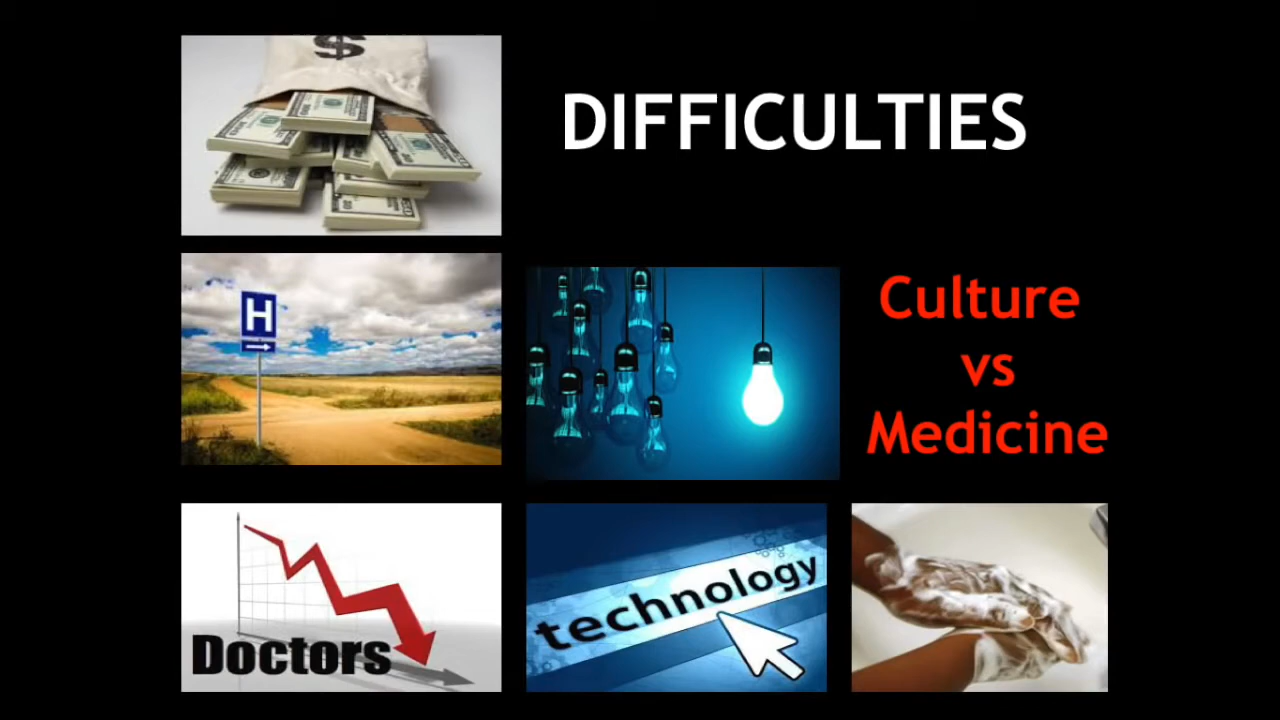 $
DIFFICULTIES
H
Culture
vs
Medicine
Doctors
technology